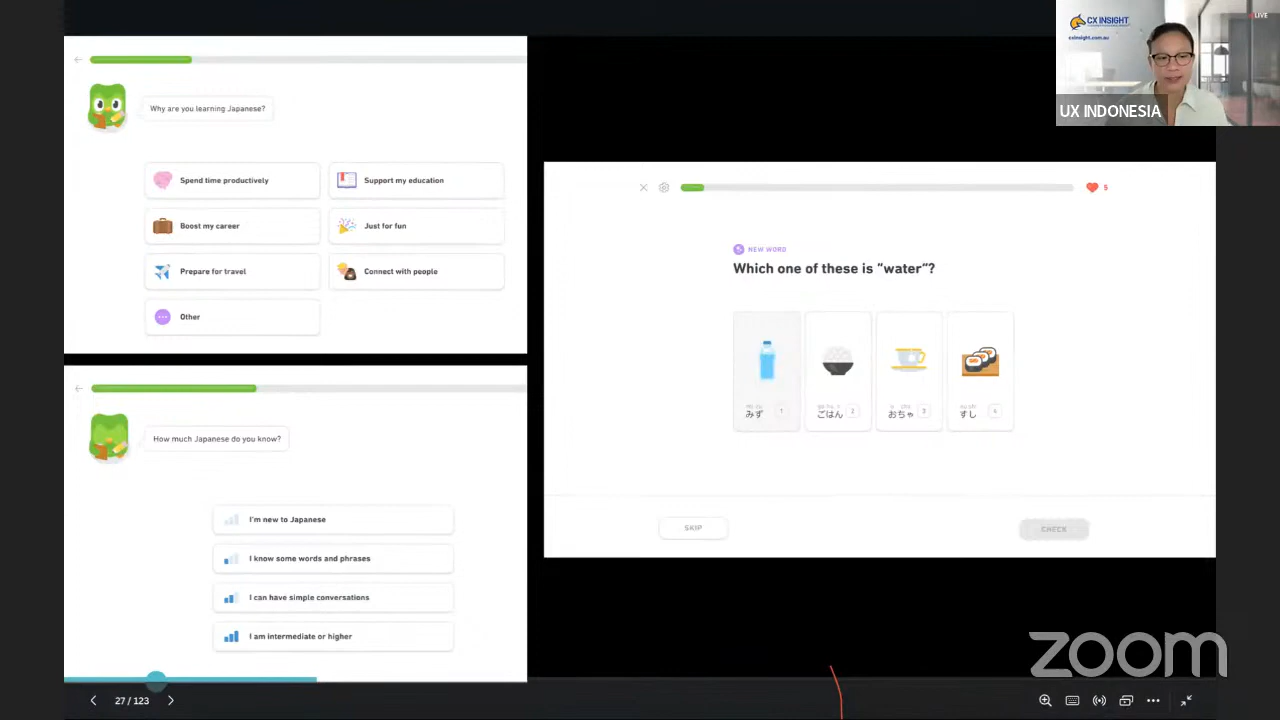 Why are you learning Japanese?
Spend time productively
Support my education
Boost my career
Just for fun
Prepare for travel
Connect with people
Other
How much Japanese do you know?
I'm new to Japanese
I know some words and phrases
I can have simple conversations
I am intermediate or higher
5
NEW WORD
Which one of these is “water”?
みず 1
ごはん 2
おちゃ 3
すし 4
SKIP
CHECK
CX INSIGHT
cxinsight.com.au
LIVE
UX INDONESIA
zoom
27 / 123